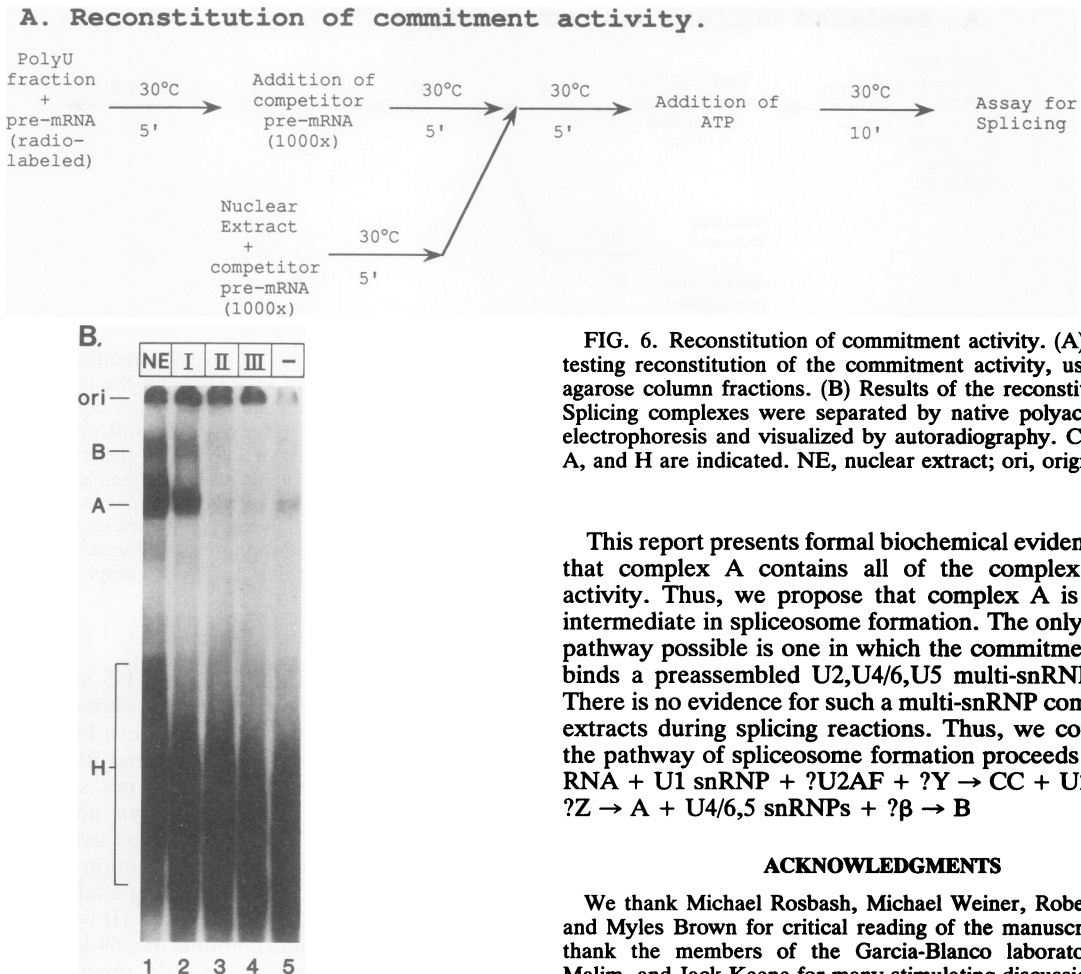 A. Reconstitution of commitment activity.
PolyU
fraction
+
pre-mRNA
(radio-
labeled)
30°C
5'
Addition of
competitor
pre-mRNA
(1000x)
30°C
5'
30°C
5'
Addition of
ATP
30°C
10'
Assay for
Splicing
Nuclear
Extract
+
competitor
pre-mRNA
(1000x)
30°C
5'
B.
NE I II III –
ori
B
A
H
1 2 3 4 5
FIG. 6. Reconstitution of commitment activity. (A)
testing reconstitution of the commitment activity, us
agarose column fractions. (B) Results of the reconsti
Splicing complexes were separated by native polyac
electrophoresis and visualized by autoradiography. C
A, and H are indicated. NE, nuclear extract; ori, orig
This report presents formal biochemical eviden
that complex A contains all of the complex
activity. Thus, we propose that complex A is
intermediate in spliceosome formation. The only
pathway possible is one in which the commitme
binds a preassembled U2,U4/6,U5 multi-snRNP
There is no evidence for such a multi-snRNP com
extracts during splicing reactions. Thus, we co
the pathway of spliceosome formation proceeds
RNA + U1 snRNP + ?U2AF + ?Y → CC + U
?Z → A + U4/6,5 snRNPs + ?β → B
ACKNOWLEDGMENTS
We thank Michael Rosbash, Michael Weiner, Robe
and Myles Brown for critical reading of the manuscr
thank the members of the Garcia-Blanco laborato
Malim, and Jack Keene for many stimulating discussi